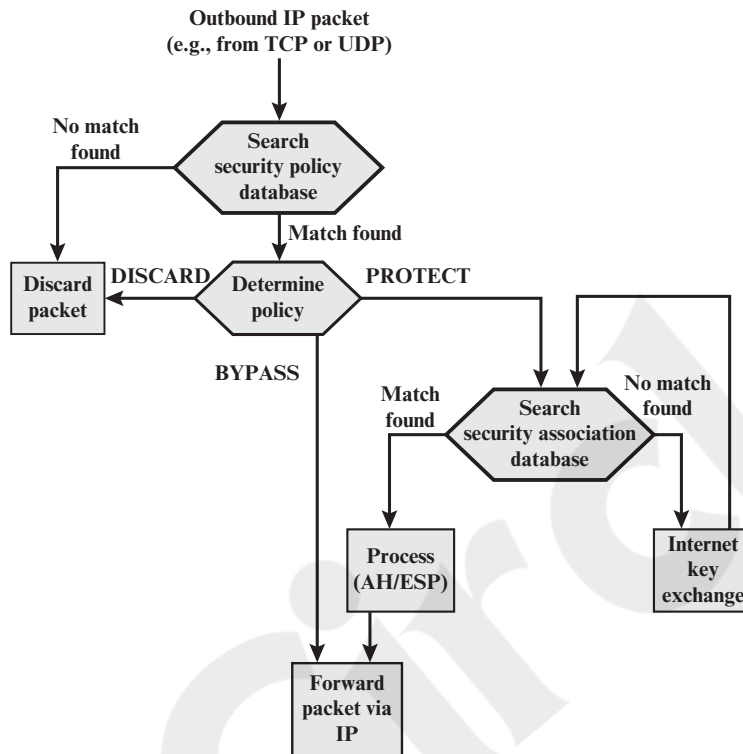 Outbound IP packet
(e.g., from TCP or UDP)
No match
found
Search
security policy
database
Match found
Discard
packet
DISCARD
Determine
policy
PROTECT
BYPASS
Match
found
Search
security association
database
No match
found
Process
(AH/ESP)
Internet
key
exchange
Forward
packet via
IP